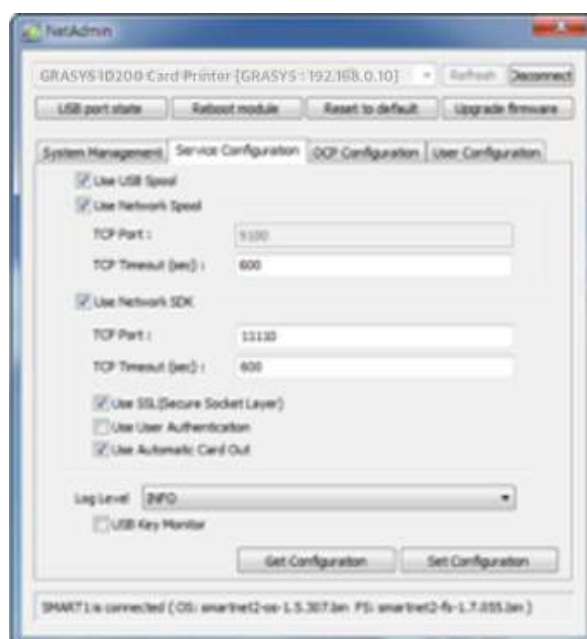 NetAdmin
GRASYS ID200 Card Printer [GRASYS : 192.168.0.10] Refresh Disconnect
USB port state Reboot module Reset to default Upgrade firmware
System Management Service Configuration OCF Configuration User Configuration
Use USB Spool
Use Network Spool
TCP Port : 9100
TCP Timeout (sec) : 600
Use Network SDK
TCP Port : 11110
TCP Timeout (sec) : 600
Use SSL(Secure Socket Layer)
Use User Authentication
Use Automatic Card Out
Log Level INFO
USB Key Monitor
Get Configuration Set Configuration
SMART1 is connected ( OS: smartnet2-os-1.5.307.bin FS: smartnet2-fs-1.7.055.bin )